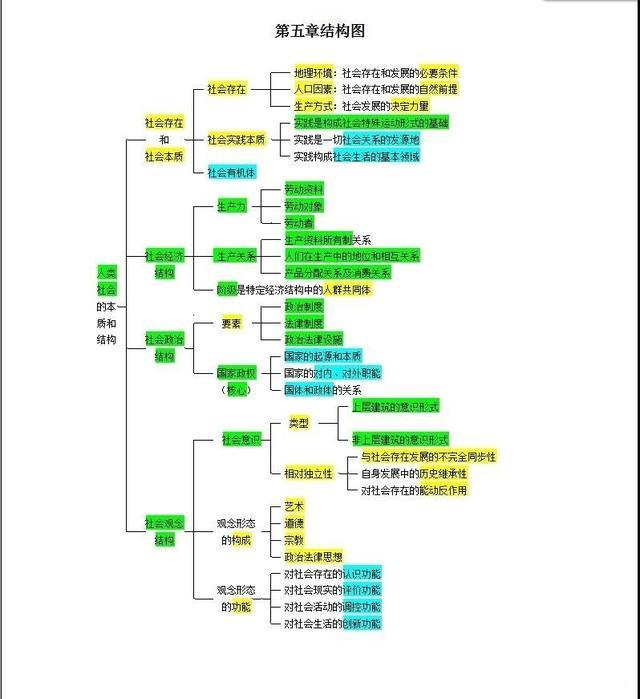 第五章结构图
地理环境：社会存在和发展的必要条件
社会存在
人口因素：社会存在和发展的自然前提
生产方式：社会发展的决定力量
社会存在
和
社会本质
实践是构成社会特殊运动形式的基础
社会实践本质
实践是一切社会关系的发源地
实践构成社会生活的基本领域
社会有机体
劳动资料
生产力
劳动对象
劳动者
生产资料所有制关系
社会经济
结构
生产关系
人们在生产中的地位和相互关系
产品分配关系及消费关系
人类
社会
的本
质和
结构
阶级是特定经济结构中的人群共同体
政治制度
要素
法律制度
政治法律设施
社会政治
结构
国家的起源和本质
国家政权
（核心）
国家的对内、对外职能
国体和政体的关系
上层建筑的意识形式
类型
社会意识
非上层建筑的意识形式
与社会存在发展的不完全同步性
相对独立性
自身发展中的历史继承性
对社会存在的能动反作用
艺术
社会观念
结构
观念形态
的构成
道德
宗教
政治法律思想
对社会存在的认识功能
观念形态
的功能
对社会现实的评价功能
对社会活动的调控功能
对社会生活的创新功能